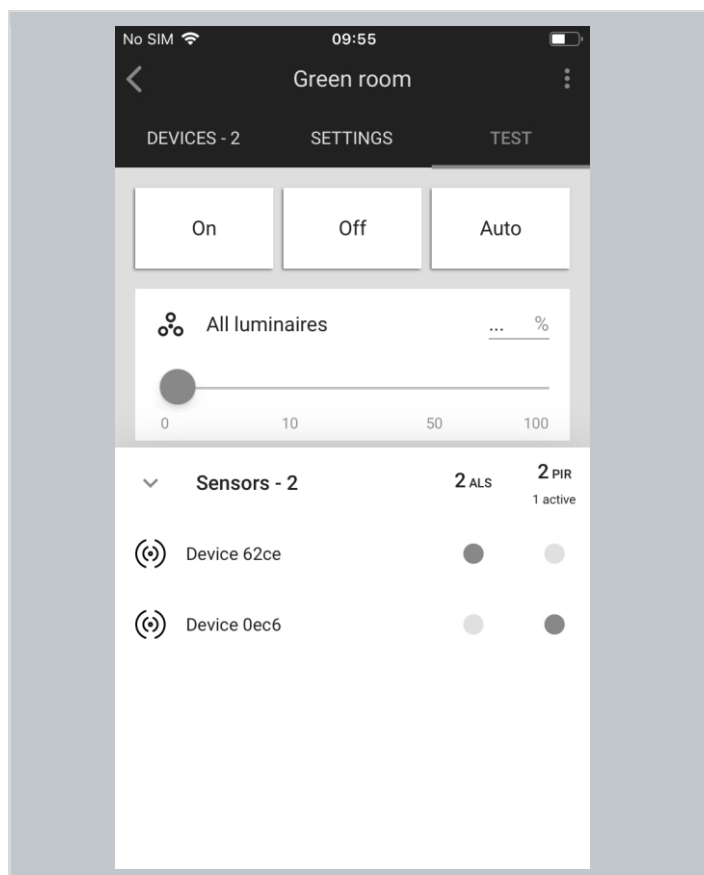 No SIM 09:55
Green room
DEVICES - 2 SETTINGS TEST
On Off Auto
All luminaires ... %
0 10 50 100
Sensors - 2 2 ALS 2 PIR
1 active
Device 62ce
Device 0ec6